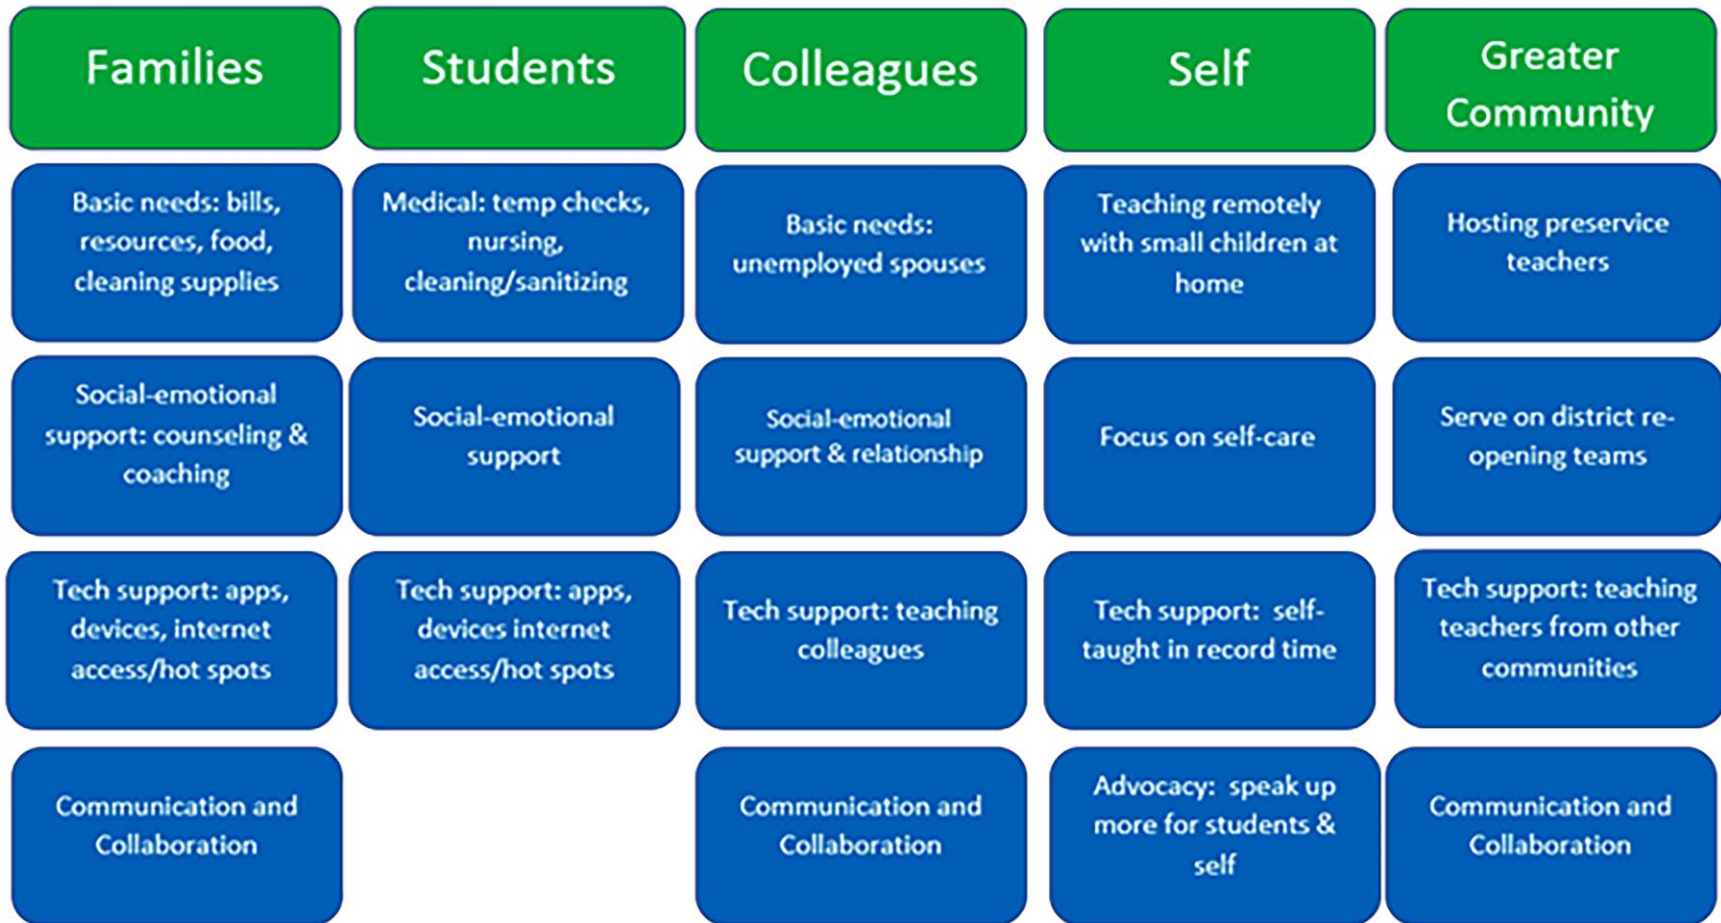 Families
Students
Colleagues
Self
Greater
Community
Basic needs: bills,
resources, food,
cleaning supplies
Medical: temp checks,
nursing,
cleaning/sanitizing
Basic needs:
unemployed spouses
Teaching remotely
with small children at
home
Hosting preservice
teachers
Social-emotional
support: counseling &
coaching
Social-emotional
support
Social-emotional
support & relationship
Focus on self-care
Serve on district re-
opening teams
Tech support: apps,
devices, internet
access/hot spots
Tech support: apps,
devices internet
access/hot spots
Tech support: teaching
colleagues
Tech support:  self-
taught in record time
Tech support: teaching
teachers from other
communities
Communication and
Collaboration
Communication and
Collaboration
Advocacy:  speak up
more for students &
self
Communication and
Collaboration